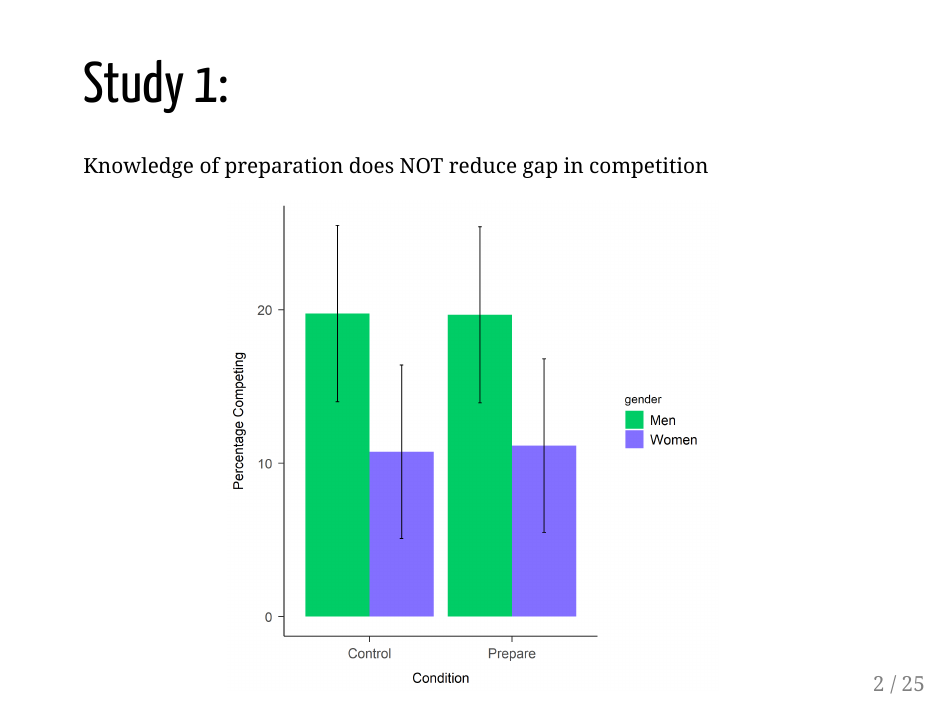 Study 1:
Knowledge of preparation does NOT reduce gap in competition
20
10
0
Percentage Competing
Control
Prepare
Condition
gender
Men
Women
2 / 25